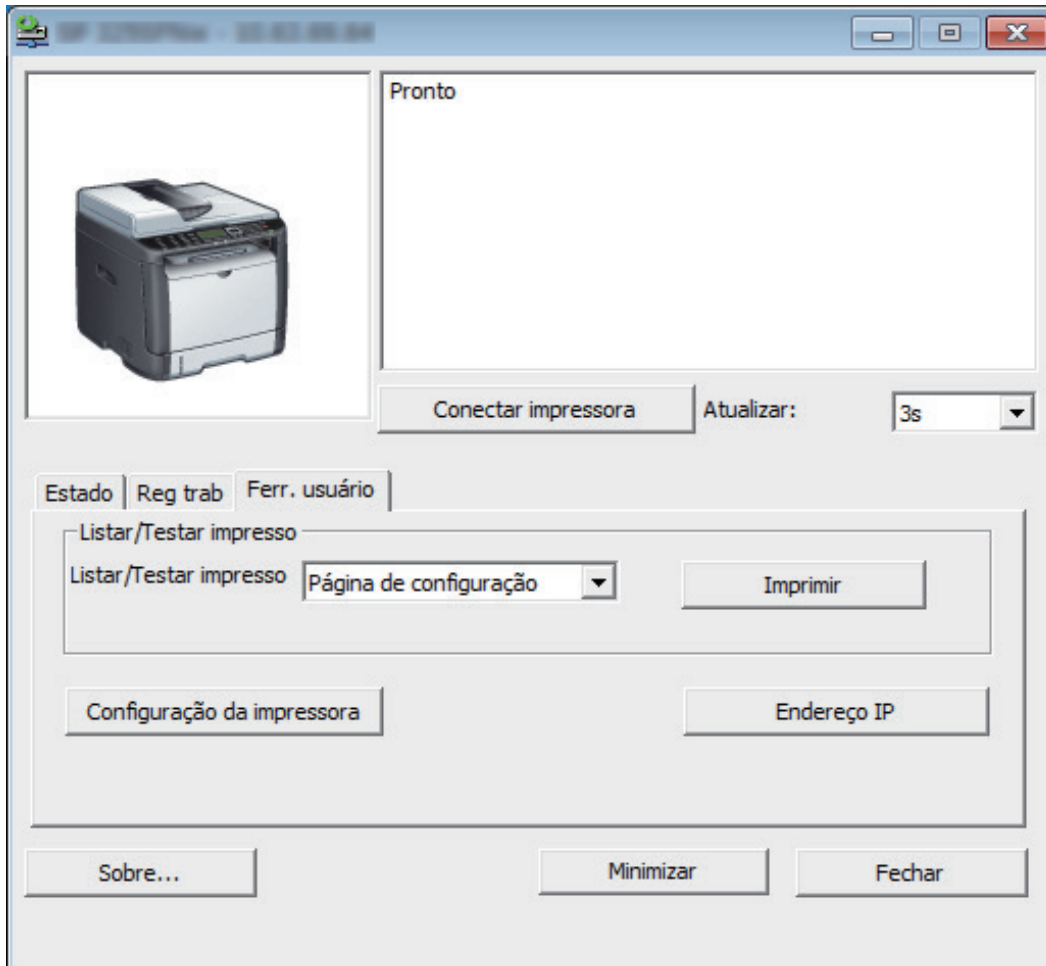 Pronto
Conectar impressora
Atualizar:
3s
Estado
Reg trab
Ferr. usuário
Listar/Testar impresso
Listar/Testar impresso
Página de configuração
Imprimir
Configuração da impressora
Endereço IP
Sobre...
Minimizar
Fechar